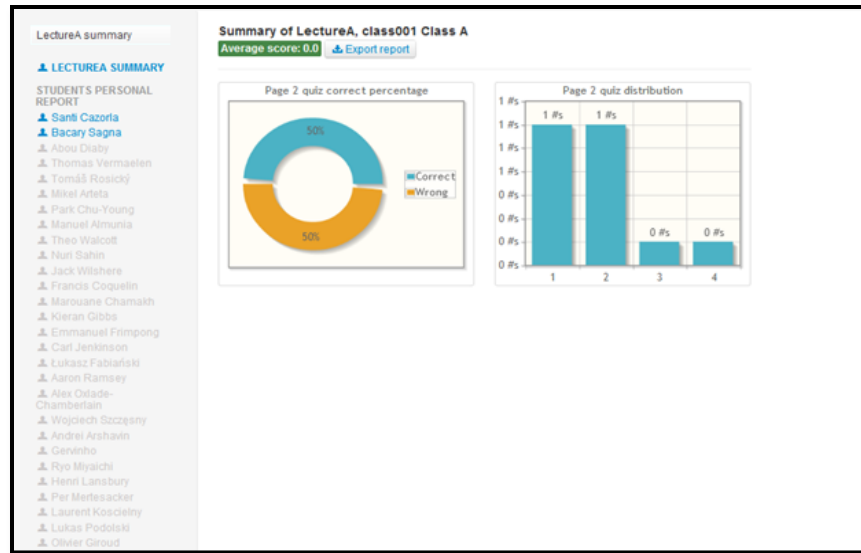 LectureA summary
LECTUREA SUMMARY
STUDENTS PERSONAL
REPORT
Santi Cazorla
Bacary Sagna
Abou Diaby
Thomas Vermaelen
Tomáš Rosický
Mikel Arteta
Park Chu-Young
Manuel Almunia
Theo Walcott
Nuri Sahin
Jack Wilshere
Francis Coquelin
Marouane Chamakh
Kieran Gibbs
Emmanuel Frimpong
Carl Jenkinson
Łukasz Fabiański
Aaron Ramsey
Alex Oxlade-
Chamberlain
Wojciech Szczęsny
Andrei Arshavin
Gervinho
Ryo Miyaichi
Henri Lansbury
Per Mertesacker
Laurent Koscielny
Lukas Podolski
Olivier Giroud
Summary of LectureA, class001 Class A
Average score: 0.0 Export report
Page 2 quiz correct percentage
50%
50%
Correct
Wrong
Page 2 quiz distribution
1 #s
1 #s
1 #s
1 #s
0 #s
0 #s
0 #s
0 #s
1 #s 1 #s 0 #s 0 #s
1 2 3 4